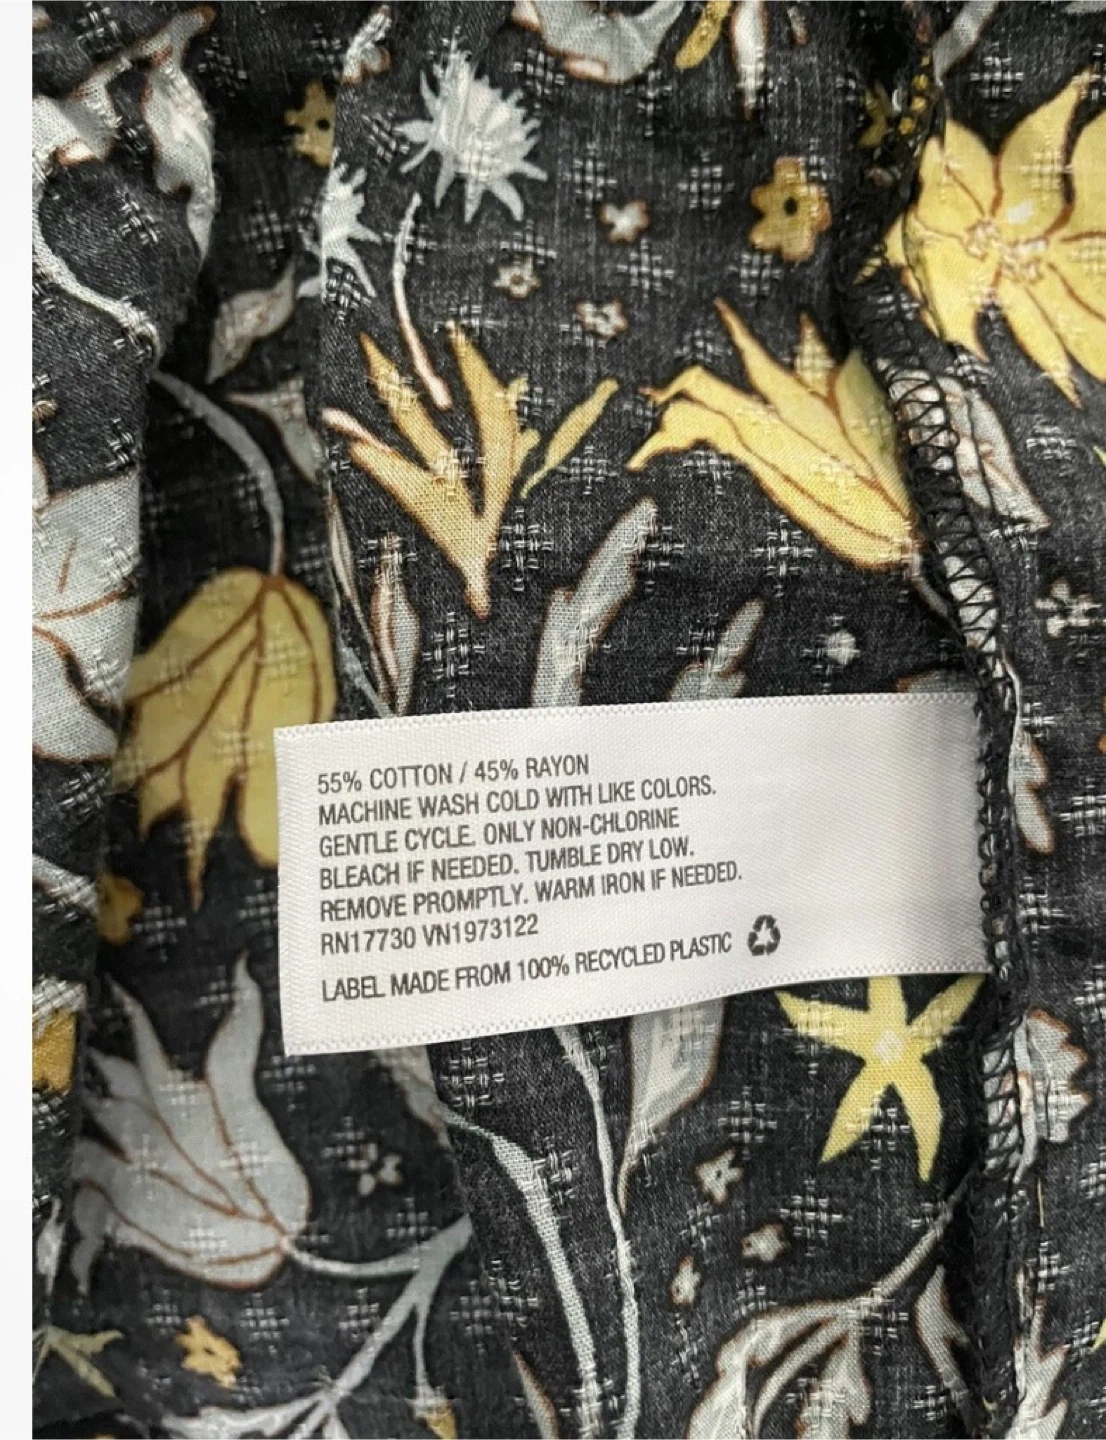 55% COTTON / 45% RAYON
MACHINE WASH COLD WITH LIKE COLORS.
GENTLE CYCLE. ONLY NON-CHLORINE
BLEACH IF NEEDED. TUMBLE DRY LOW.
REMOVE PROMPTLY. WARM IRON IF NEEDED.
RN17730 VN1973122
LABEL MADE FROM 100% RECYCLED PLASTIC